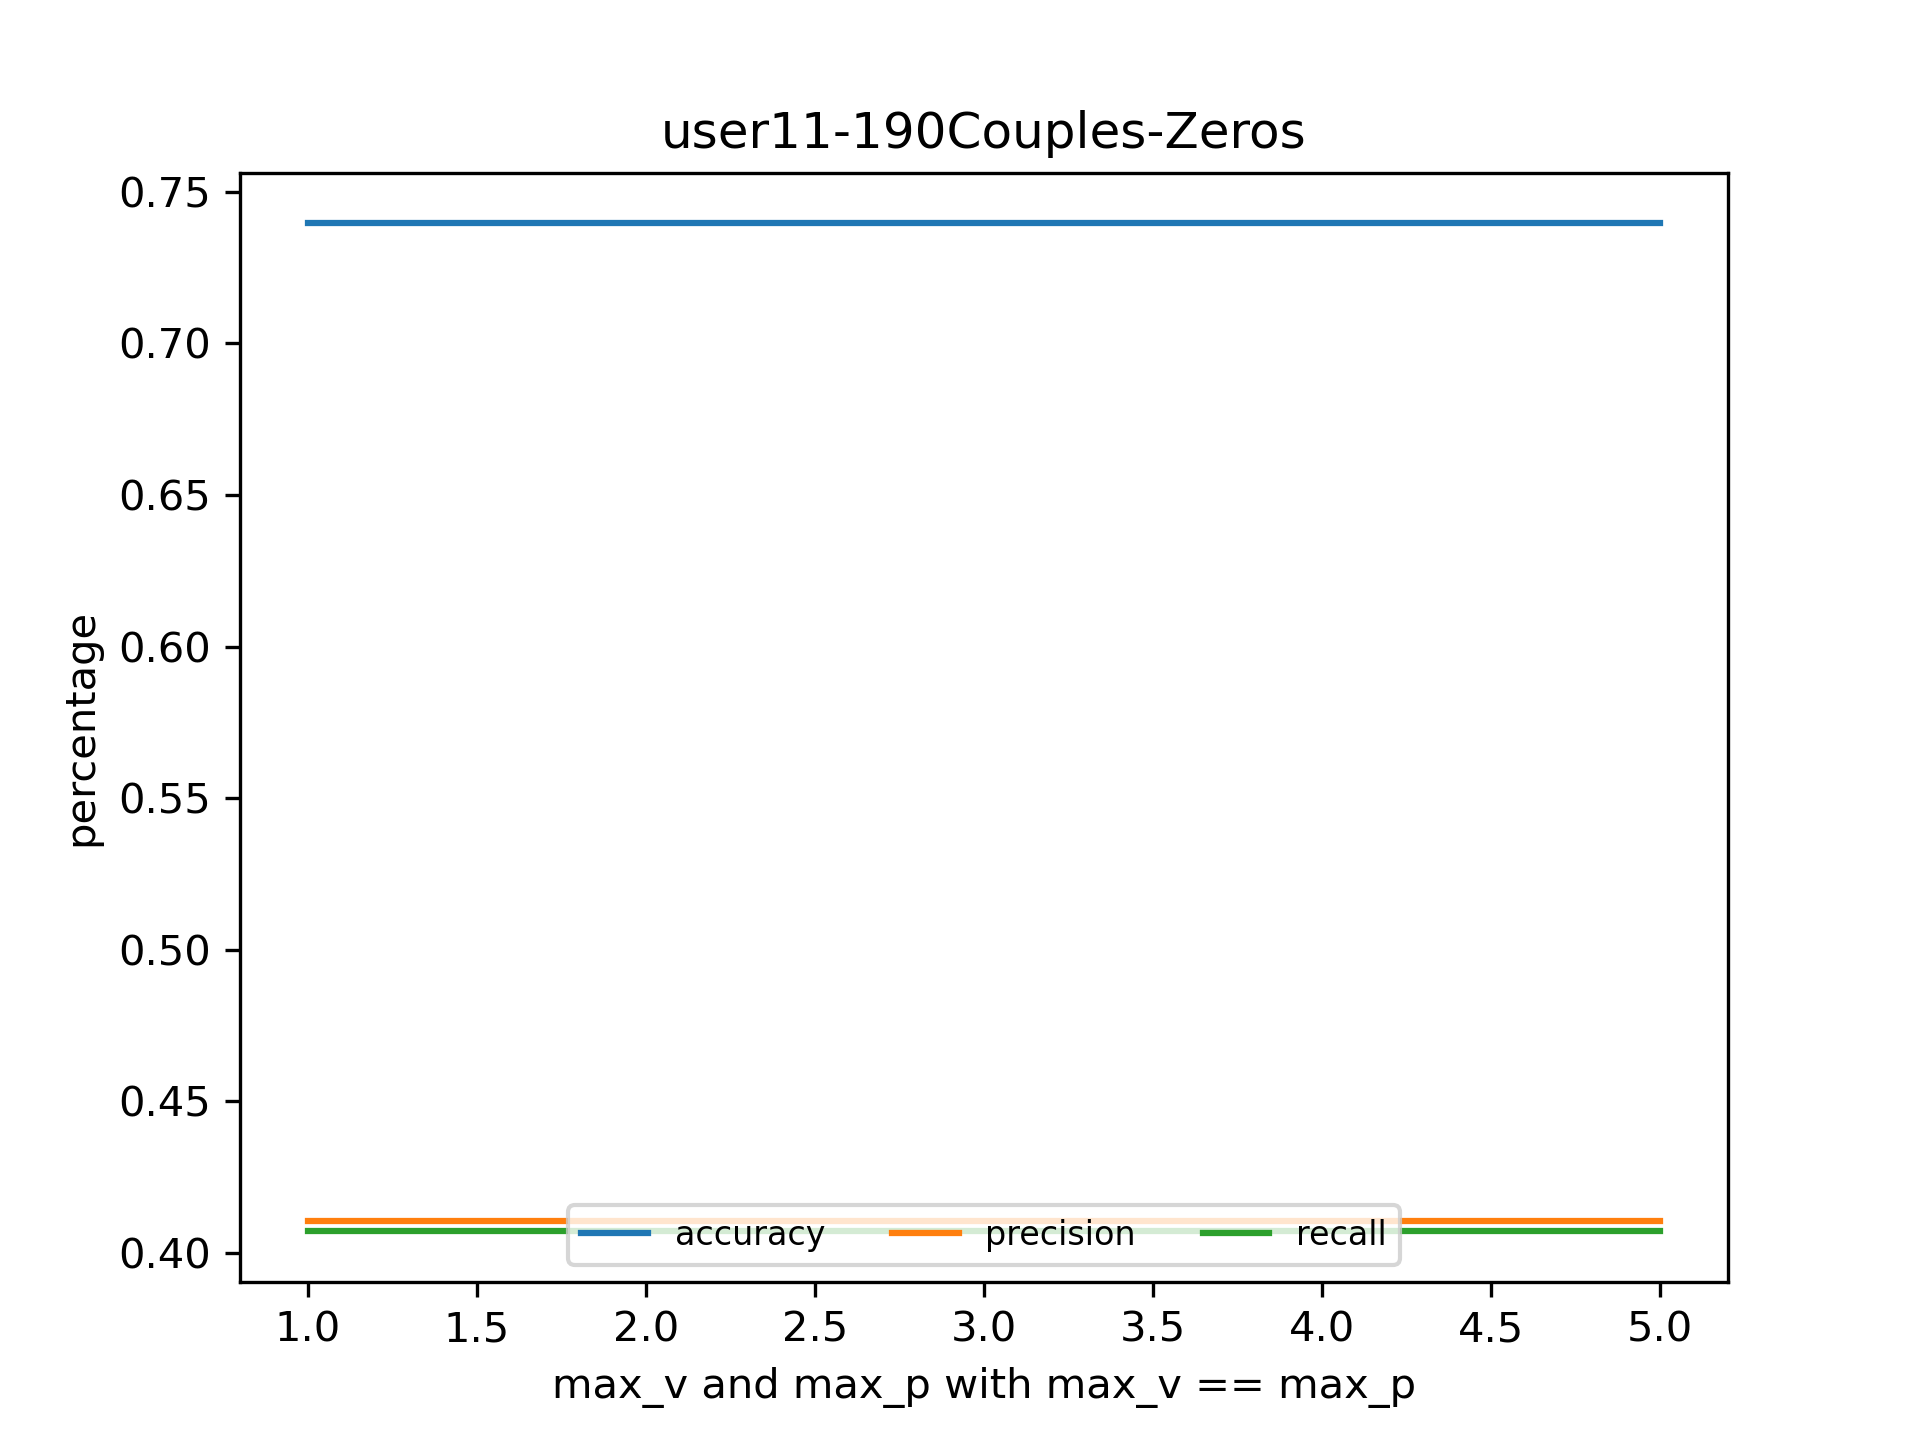 user11-190Couples-Zeros
0.75
0.70
0.65
0.60
0.55
0.50
0.45
0.40
percentage
accuracy precision recall
1.0 1.5 2.0 2.5 3.0 3.5 4.0 4.5 5.0
max_v and max_p with max_v == max_p